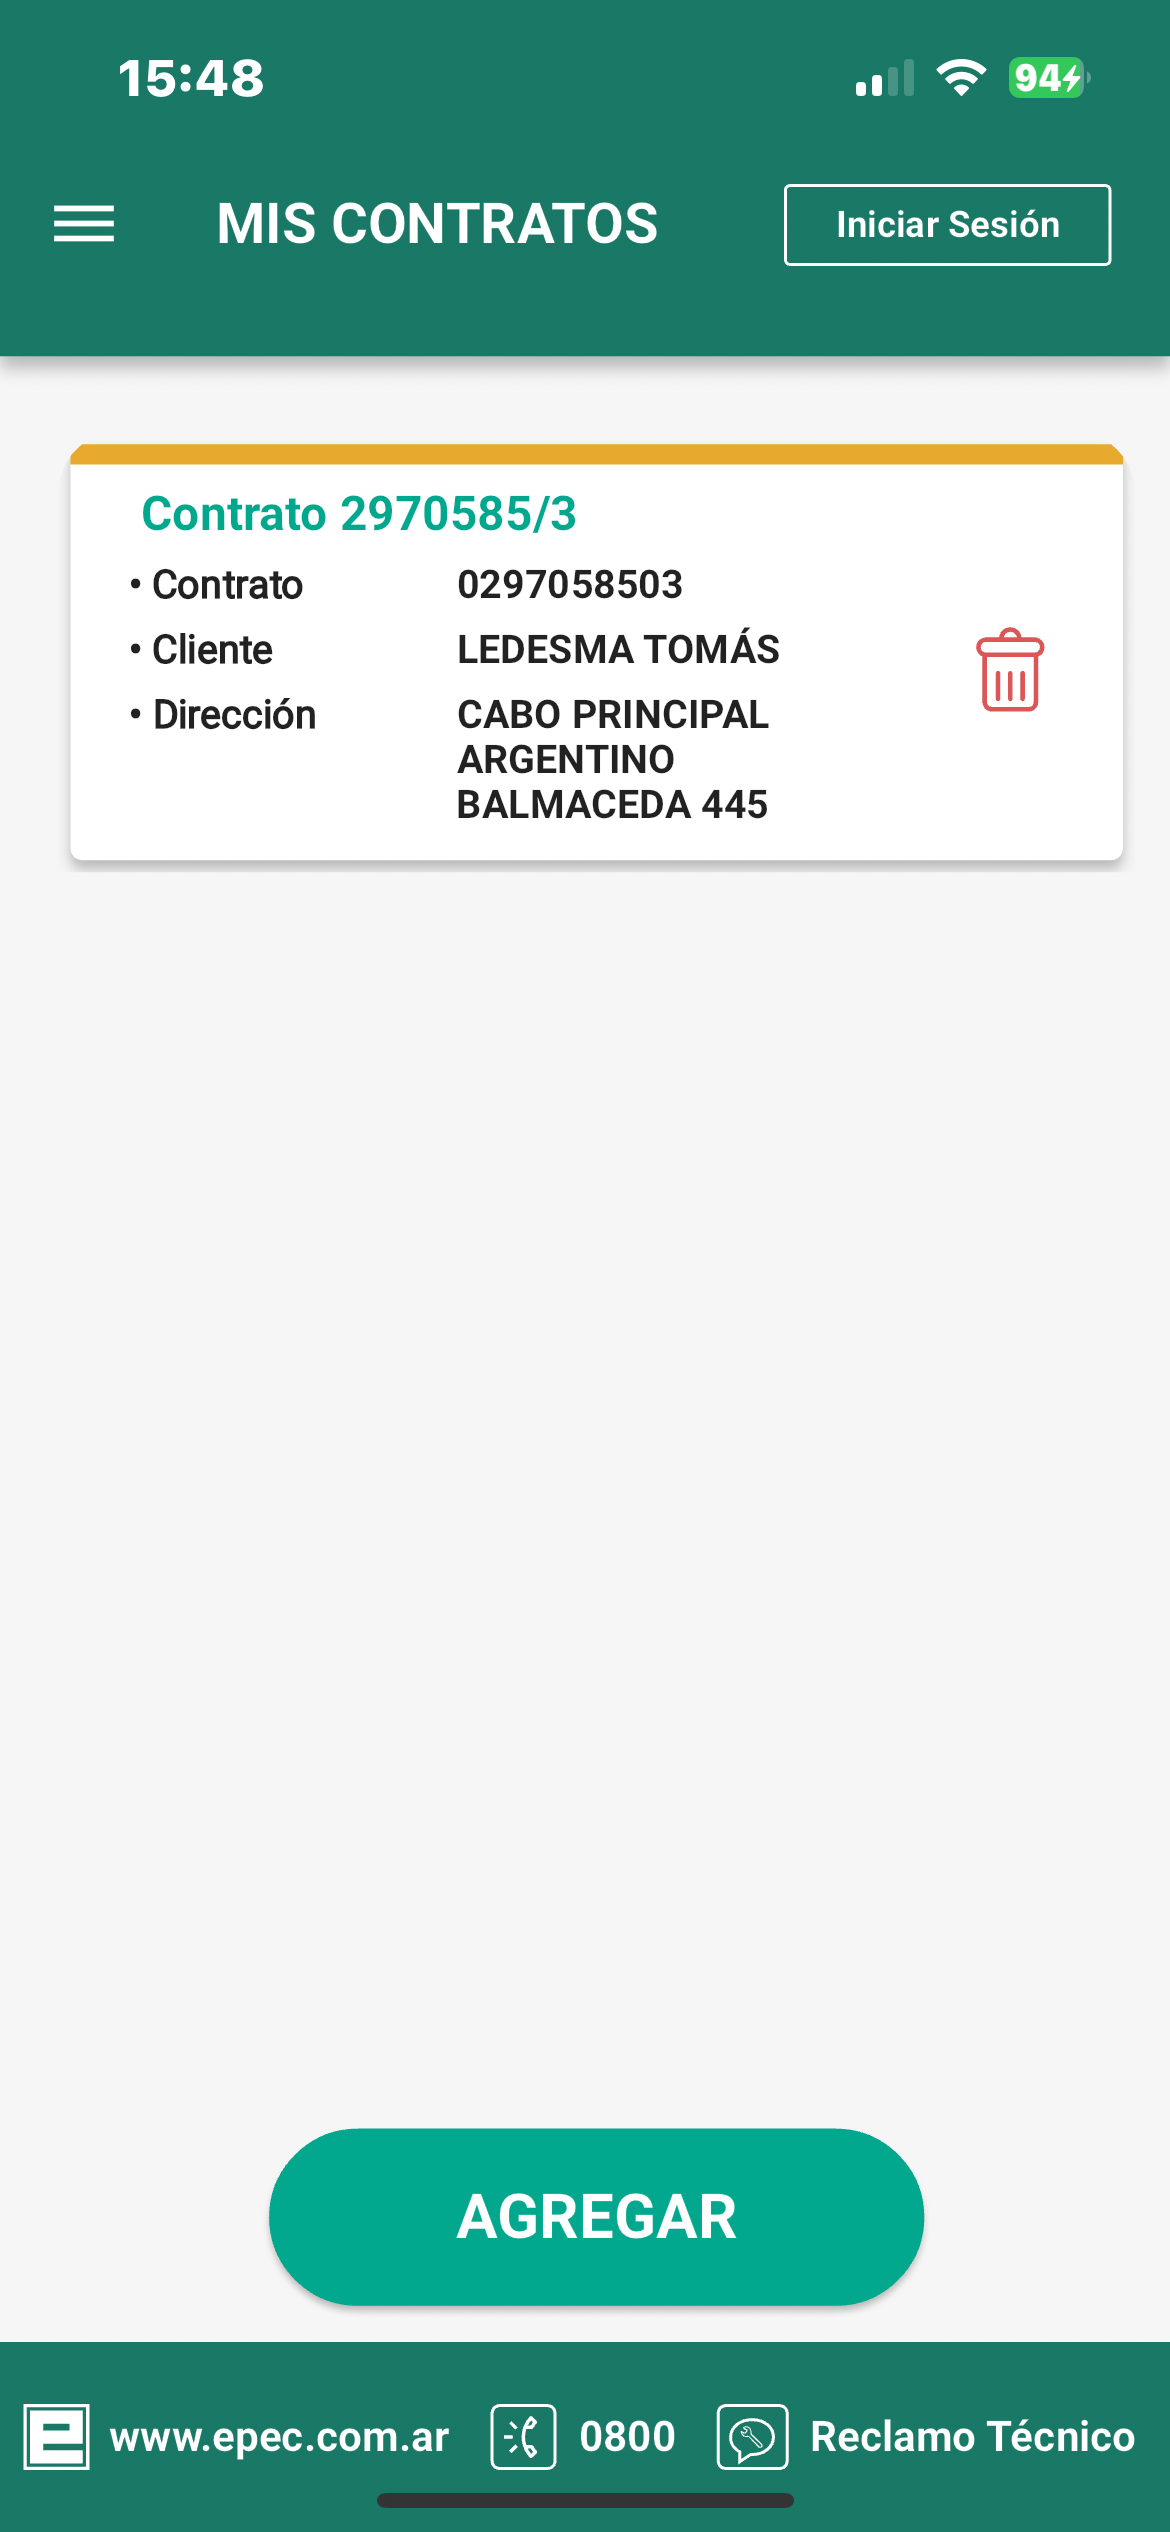 15:48
94
MIS CONTRATOS
Iniciar Sesión
Contrato 2970585/3
• Contrato 0297058503
• Cliente LEDESMA TOMÁS
• Dirección CABO PRINCIPAL
ARGENTINO
BALMACEDA 445
AGREGAR
e www.epec.com.ar 0800 Reclamo Técnico